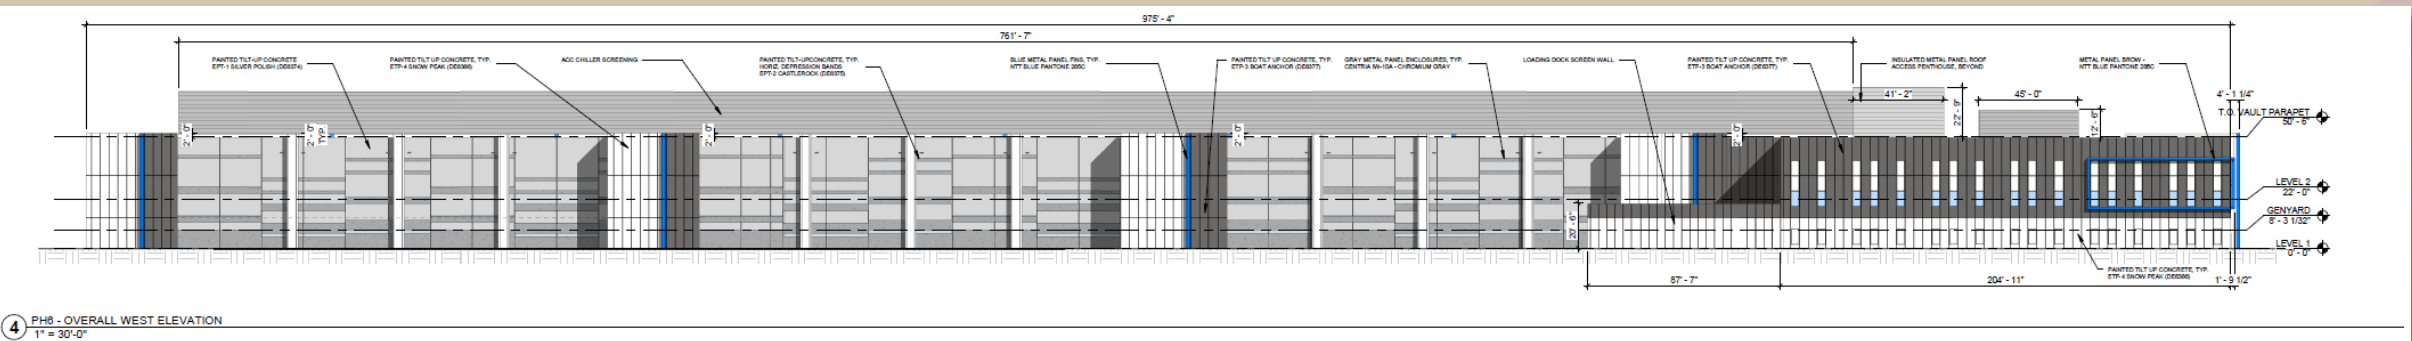 975' - 4"
761' - 7"
PAINTED TILT-UP CONCRETE
EPT-1 SILVER POLISH (DE6374)
PAINTED TILT UP CONCRETE, TYP.
ETP-4 SNOW PEAK (DE6386)
ACC CHILLER SCREENING
PAINTED TILT-UPCONCRETE, TYP.
HORIZ. DEPRESSION BANDS
EPT-2 CASTLEROCK (DE6375)
BLUE METAL PANEL FINS, TYP.
NTT BLUE PANTONE 285C.
PAINTED TILT UP CONCRETE, TYP.
ETP-3 BOAT ANCHOR (DE6377)
GRAY METAL PANEL ENCLOSURES, TYP.
CENTRIA IW-10A - CHROMIUM GRAY
LOADING DOCK SCREEN WALL
PAINTED TILT UP CONCRETE, TYP.
ETP-3 BOAT ANCHOR (DE6377)
INSULATED METAL PANEL ROOF
ACCESS PENTHOUSE, BEYOND
METAL PANEL BROW -
NTT BLUE PANTONE 285C
41' - 2"
45' - 0"
4' - 1 1/4"
22' - 9"
12' - 6"
T.O. VAULT PARAPET
50' - 6"
2' - 0"
2' - 0"
TYP
2' - 0"
2' - 0"
2' - 0"
LEVEL 2
22' - 0"
GENYARD
8' - 3 1/32"
20' - 6"
LEVEL 1
0' - 0"
PAINTED TILT UP CONCRETE, TYP.
ETP-4 SNOW PEAK (DE6386)
87' - 7"
204' - 11"
1' - 9 1/2"
4
PH6 - OVERALL WEST ELEVATION
1" = 30'-0"